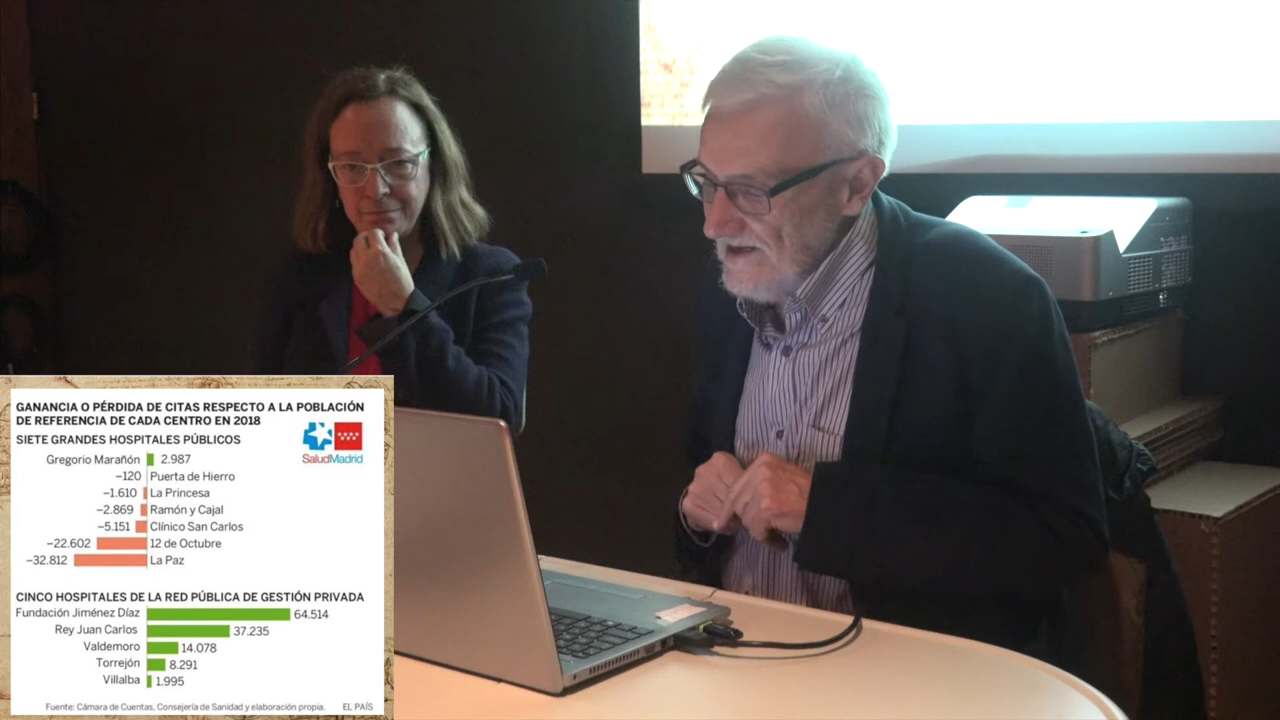 GANANCIA O PÉRDIDA DE CITAS RESPECTO A LA POBLACIÓN
DE REFERENCIA DE CADA CENTRO EN 2018
SIETE GRANDES HOSPITALES PÚBLICOS
SaludMadrid
Gregorio Marañón 2.987
–120 Puerta de Hierro
–1.610 La Princesa
–2.869 Ramón y Cajal
–5.151 Clínico San Carlos
–22.602 12 de Octubre
–32.812 La Paz
CINCO HOSPITALES DE LA RED PÚBLICA DE GESTIÓN PRIVADA
Fundación Jiménez Díaz 64.514
Rey Juan Carlos 37.235
Valdemoro 14.078
Torrejón 8.291
Villalba 1.995
Fuente: Cámara de Cuentas, Consejería de Sanidad y elaboración propia. EL PAÍS